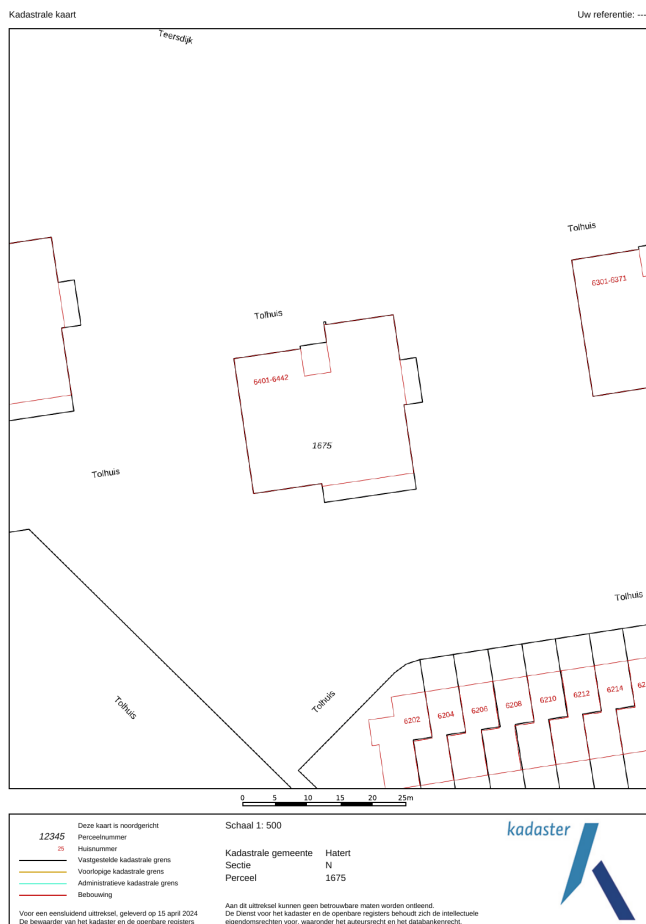 Kadastrale kaart
Uw referentie: ---
Teersdijk
Tolhuis
6301-6371
Tolhuis
6401-6442
1675
Tolhuis
Tolhuis
Tolhuis
Tolhuis
6202
6204
6206
6208
6210
6212
6214
0 5 10 15 20 25m
Deze kaart is noordgericht
12345 Perceelnummer
25 Huisnummer
Vastgestelde kadastrale grens
Voorlopige kadastrale grens
Administratieve kadastrale grens
Bebouwing
Voor een eensluidend uittreksel, geleverd op 15 april 2024
De bewaarder van het kadaster en de openbare registers
Schaal 1: 500
Kadastrale gemeente Hatert
Sectie N
Perceel 1675
Aan dit uittreksel kunnen geen betrouwbare maten worden ontleend.
De Dienst voor het kadaster en de openbare registers behoudt zich de intellectuele
eigendomsrechten voor, waaronder het auteursrecht en het databankenrecht.
kadaster